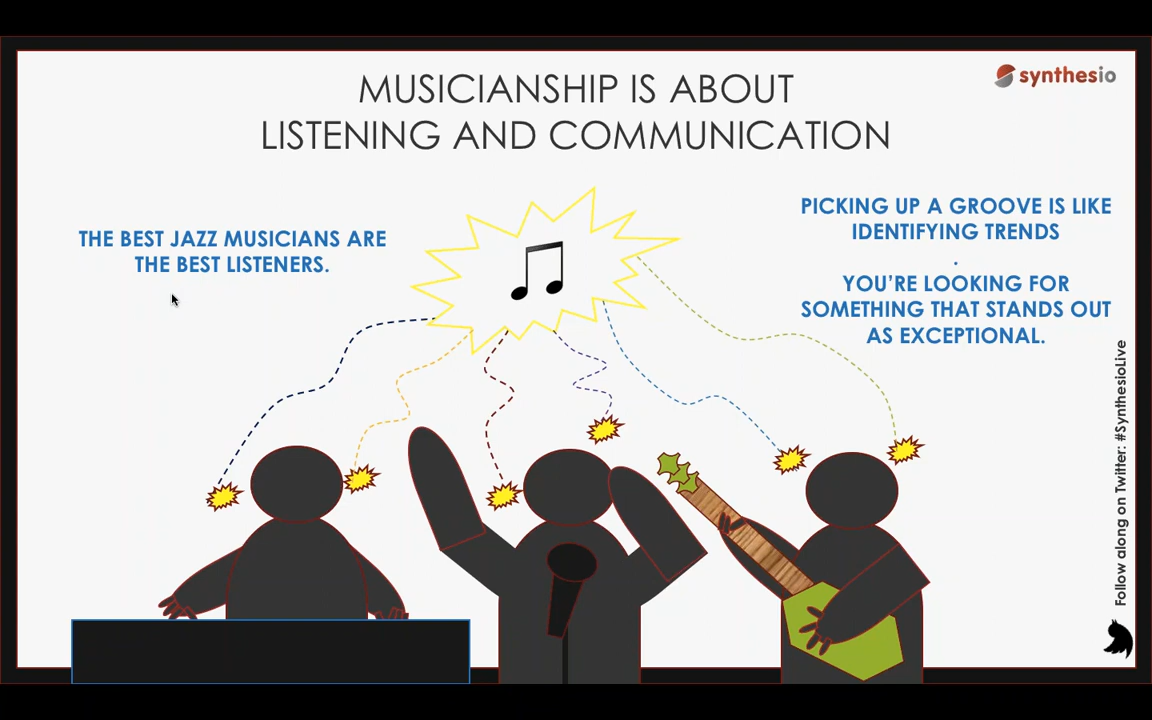 synthesio
MUSICIANSHIP IS ABOUT
LISTENING AND COMMUNICATION
THE BEST JAZZ MUSICIANS ARE
THE BEST LISTENERS.
PICKING UP A GROOVE IS LIKE
IDENTIFYING TRENDS
.
YOU’RE LOOKING FOR
SOMETHING THAT STANDS OUT
AS EXCEPTIONAL.
Follow along on Twitter: #SynthesioLive